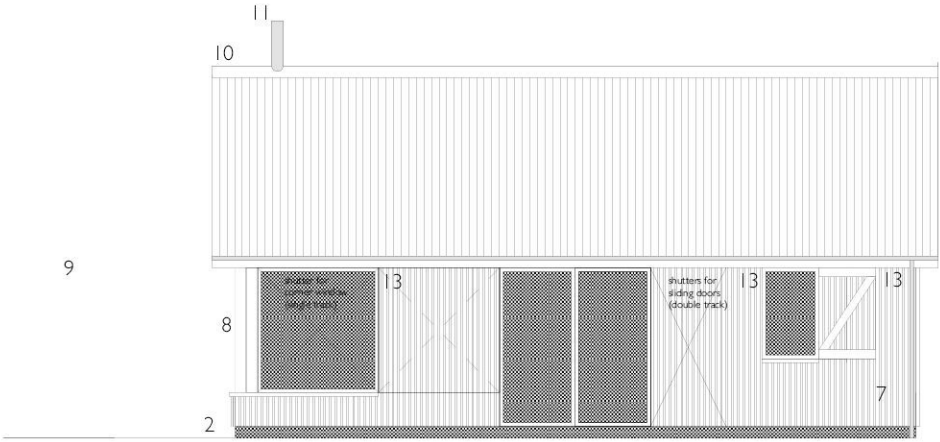 11
10
9
shutter for
corner window
(single track)
13
shutters for
sliding doors
(double track)
13
13
8
7
2